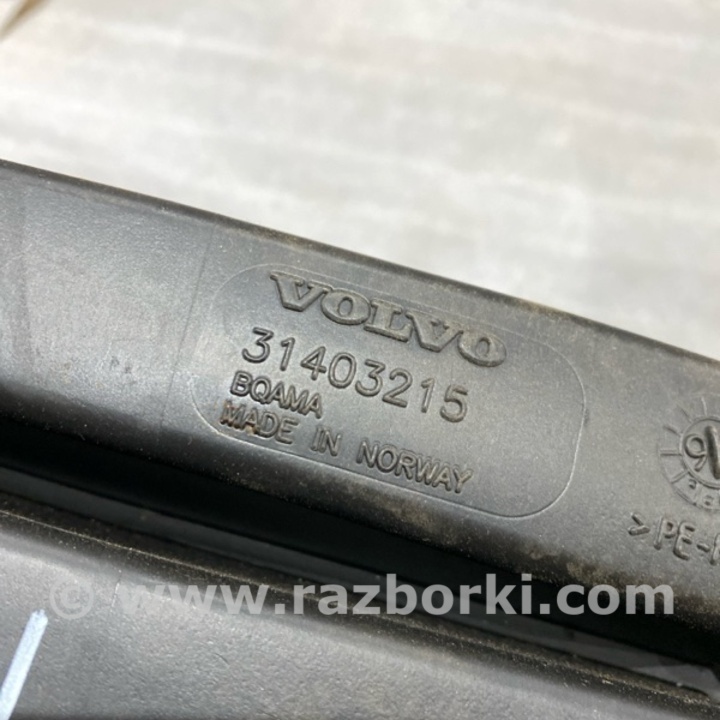 VOLVO
31403215
BQAMA
MADE IN NORWAY
>PE-
© www.razborki.com